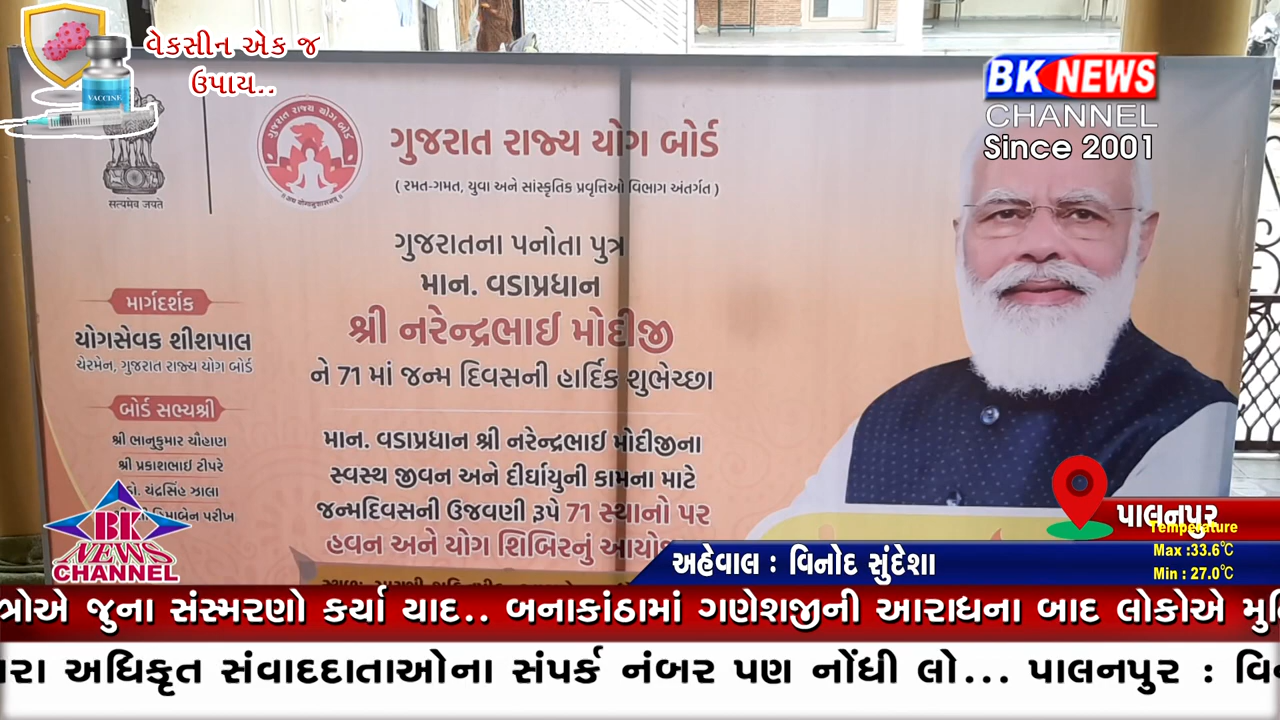 વેકસીન એક જ
ઉપાય..
VACCINE
BK NEWS
CHANNEL
Since 2001
સત્યમેવ જયતે
ગુજરાત રાજ્ય યોગ બોર્ડ
ગુજરાત રાજ્ય યોગ બોર્ડ
( રમત-ગમત, યુવા અને સાંસ્કૃતિક પ્રવૃત્તિઓ વિભાગ અંતર્ગત )
ગુજરાતના પનોતા પુત્ર
માન. વડાપ્રધાન
શ્રી નરેન્દ્રભાઈ મોદીજી
ને 71 માં જન્મ દિવસની હાર્દિક શુભેચ્છા
માર્ગદર્શક
યોગસેવક શીશપાલ
ચેરમેન, ગુજરાત રાજ્ય યોગ બોર્ડ
બોર્ડ સભ્યશ્રી
શ્રી ભાનુકુમાર ચૌહાણ
શ્રી પ્રકાશભાઈ ટીપરે
ચંદ્રસિંહ ઝાલા
પરીખ
માન. વડાપ્રધાન શ્રી નરેન્દ્રભાઈ મોદીજીના
સ્વસ્થ જીવન અને દીર્ઘાયુની કામના માટે
જન્મદિવસની ઉજવણી રૂપે 71 સ્થાનો પર
હવન અને યોગ શિબિરનું
BK
NEWS
CHANNEL
પાલનપુર
Temperature
Max :33.6℃
Min : 27.0℃
અહેવાલ : વિનોદ સુંદેશા
ત્રોએ જુના સંસ્મરણો કર્યા યાદ.. બનાકાંઠામાં ગણેશજીની આરાધના બાદ લોકોએ
અધિકૃત સંવાદદાતાઓના સંપર્ક નંબર પણ નોંધી લો... પાલનપુર :